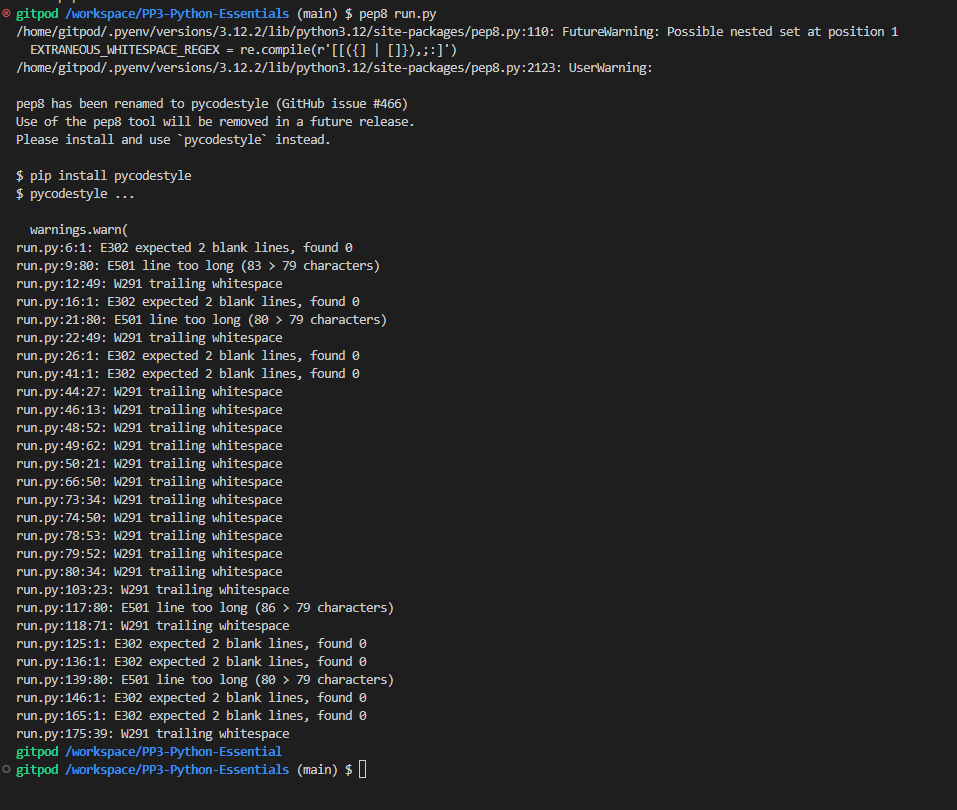 gitpod /workspace/PP3-Python-Essentials (main) $ pep8 run.py
/home/gitpod/.pyenv/versions/3.12.2/lib/python3.12/site-packages/pep8.py:110: FutureWarning: Possible nested set at position 1
  EXTRANEOUS_WHITESPACE_REGEX = re.compile(r'[[({] | []}),;:]')
/home/gitpod/.pyenv/versions/3.12.2/lib/python3.12/site-packages/pep8.py:2123: UserWarning:
pep8 has been renamed to pycodestyle (GitHub issue #466)
Use of the pep8 tool will be removed in a future release.
Please install and use `pycodestyle` instead.
$ pip install pycodestyle
$ pycodestyle ...
  warnings.warn(
run.py:6:1: E302 expected 2 blank lines, found 0
run.py:9:80: E501 line too long (83 > 79 characters)
run.py:12:49: W291 trailing whitespace
run.py:16:1: E302 expected 2 blank lines, found 0
run.py:21:80: E501 line too long (80 > 79 characters)
run.py:22:49: W291 trailing whitespace
run.py:26:1: E302 expected 2 blank lines, found 0
run.py:41:1: E302 expected 2 blank lines, found 0
run.py:44:27: W291 trailing whitespace
run.py:46:13: W291 trailing whitespace
run.py:48:52: W291 trailing whitespace
run.py:49:62: W291 trailing whitespace
run.py:50:21: W291 trailing whitespace
run.py:66:50: W291 trailing whitespace
run.py:73:34: W291 trailing whitespace
run.py:74:50: W291 trailing whitespace
run.py:78:53: W291 trailing whitespace
run.py:79:52: W291 trailing whitespace
run.py:80:34: W291 trailing whitespace
run.py:103:23: W291 trailing whitespace
run.py:117:80: E501 line too long (86 > 79 characters)
run.py:118:71: W291 trailing whitespace
run.py:125:1: E302 expected 2 blank lines, found 0
run.py:136:1: E302 expected 2 blank lines, found 0
run.py:139:80: E501 line too long (80 > 79 characters)
run.py:146:1: E302 expected 2 blank lines, found 0
run.py:165:1: E302 expected 2 blank lines, found 0
run.py:175:39: W291 trailing whitespace
gitpod /workspace/PP3-Python-Essential
gitpod /workspace/PP3-Python-Essentials (main) $